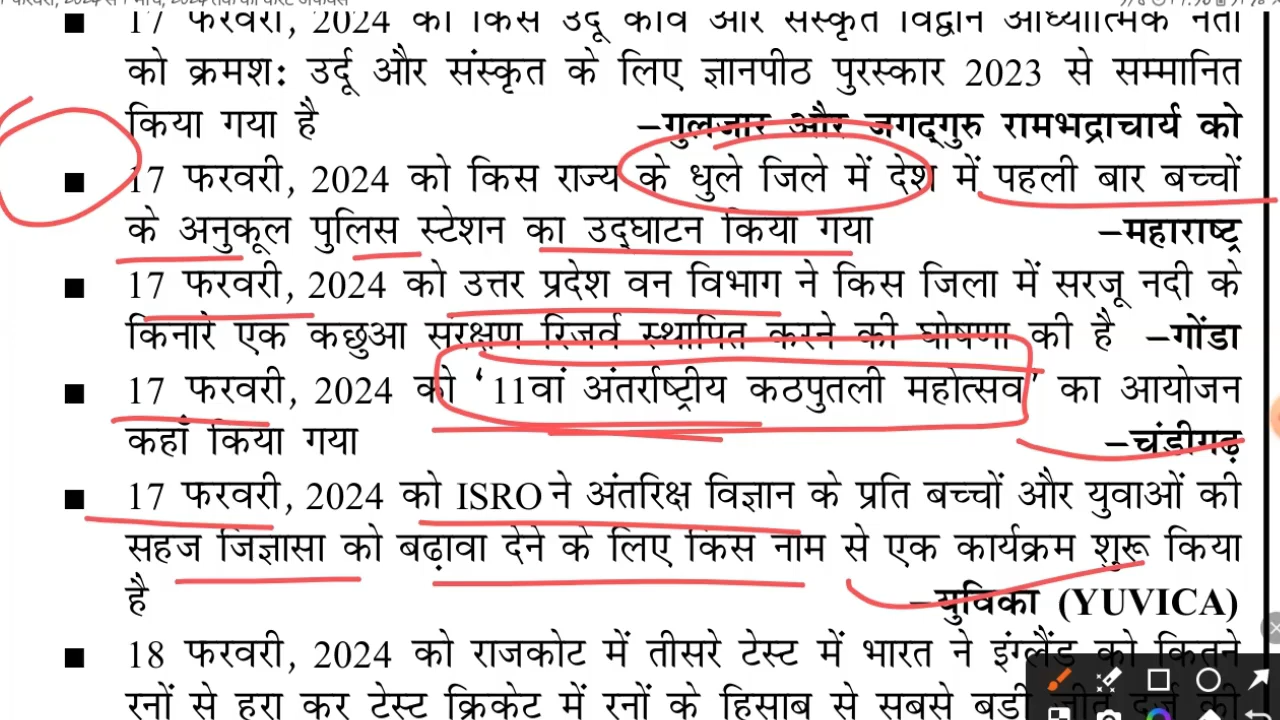 17 फरवरी, 2024 को किस उर्दू कवि और संस्कृत विद्वान आध्यात्मिक नेता
को क्रमशः उर्दू और संस्कृत के लिए ज्ञानपीठ पुरस्कार 2023 से सम्मानित
किया गया है –गुलजार और जगद्गुरु रामभद्राचार्य को
■ 17 फरवरी, 2024 को किस राज्य के धुले जिले में देश में पहली बार बच्चों
के अनुकूल पुलिस स्टेशन का उद्घाटन किया गया –महाराष्ट्र
■ 17 फरवरी, 2024 को उत्तर प्रदेश वन विभाग ने किस जिला में सरजू नदी के
किनारे एक कछुआ संरक्षण रिजर्व स्थापित करने की घोषणा की है –गोंडा
■ 17 फरवरी, 2024 को ‘11वां अंतर्राष्ट्रीय कठपुतली महोत्सव’ का आयोजन
कहाँ किया गया –चंडीगढ़
■ 17 फरवरी, 2024 को ISRO ने अंतरिक्ष विज्ञान के प्रति बच्चों और युवाओं की
सहज जिज्ञासा को बढ़ावा देने के लिए किस नाम से एक कार्यक्रम शुरू किया
है –युविका (YUVICA)
■ 18 फरवरी, 2024 को राजकोट में तीसरे टेस्ट में भारत ने इंग्लैंड को कितने
रनों से हरा कर टेस्ट क्रिकेट में रनों के हिसाब से सबसे बड़ी जीत दर्ज की